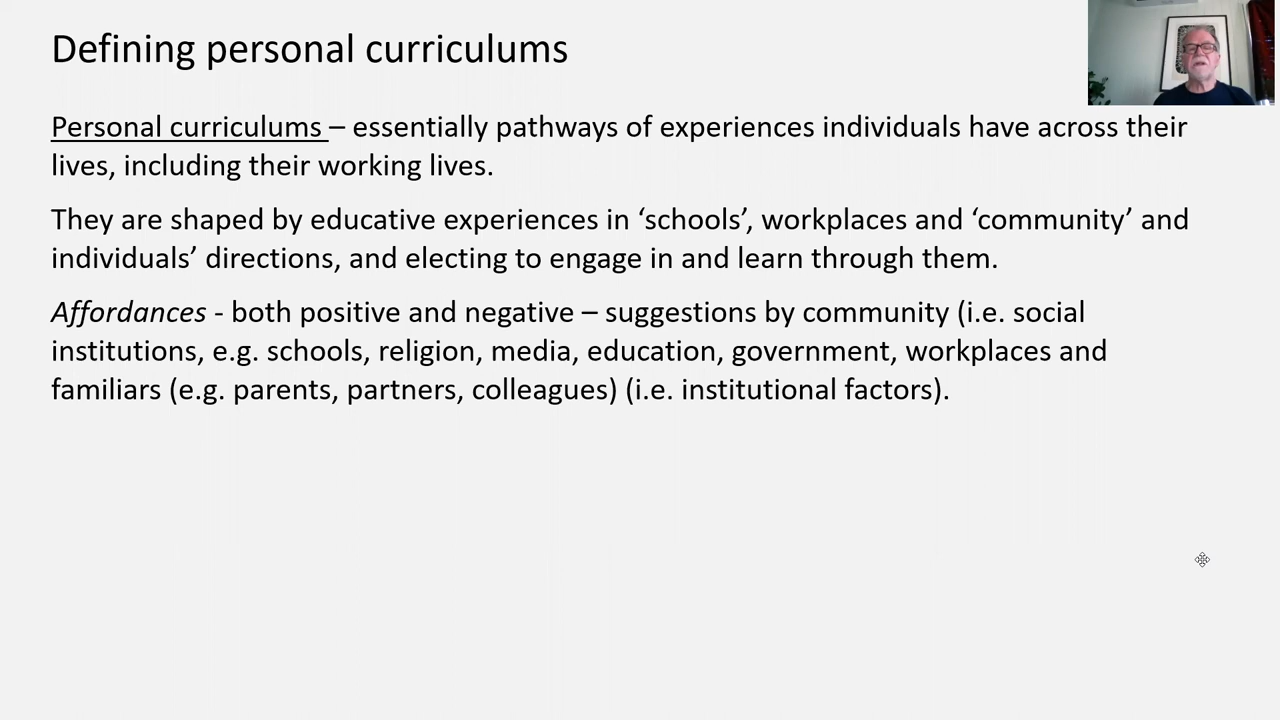 Defining personal curriculums
Personal curriculums – essentially pathways of experiences individuals have across their
lives, including their working lives.
They are shaped by educative experiences in ‘schools’, workplaces and ‘community’ and
individuals’ directions, and electing to engage in and learn through them.
Affordances - both positive and negative – suggestions by community (i.e. social
institutions, e.g. schools, religion, media, education, government, workplaces and
familiars (e.g. parents, partners, colleagues) (i.e. institutional factors).